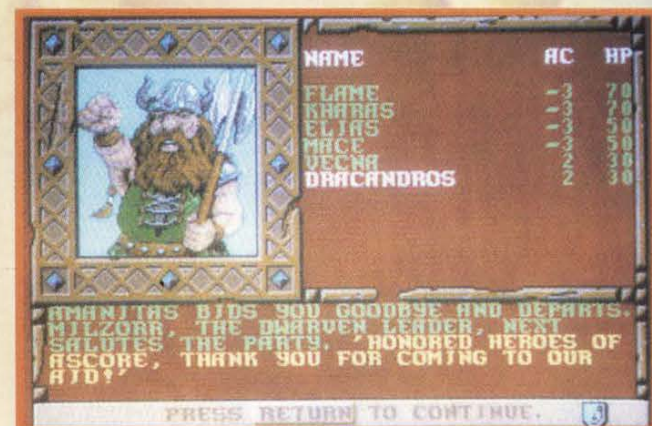 NAME AC HP
FLAME -3 70
KHARAS -3 70
ELIAS -3 50
MACE -3 50
VECNA 2 30
DRACANDROS 2 30
AMANITAS BIDS YOU GOODBYE AND DEPARTS.
MILZORR, THE DWARVEN LEADER, NEXT
SALUTES THE PARTY. 'HONORED HEROES OF
ASCORE, THANK YOU FOR COMING TO OUR
AID!'
PRESS RETURN TO CONTINUE.